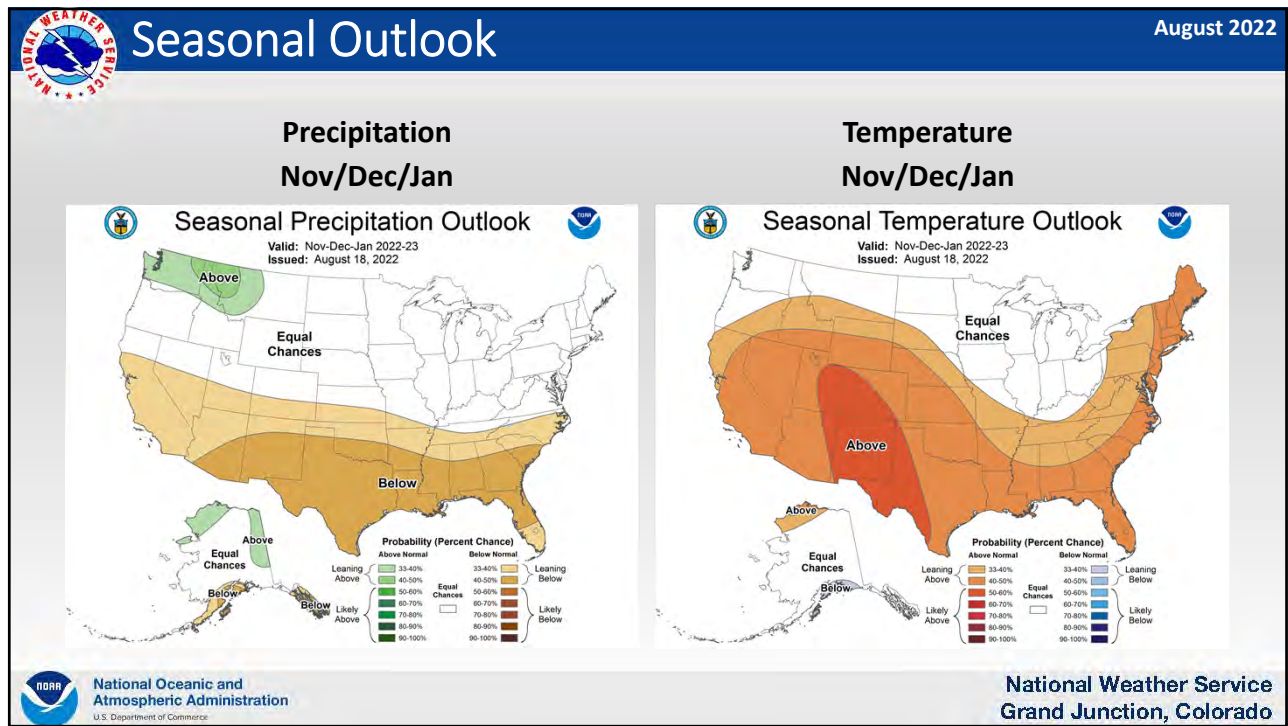 NATIONAL WEATHER SERVICE
Seasonal Outlook
August 2022
Precipitation
Nov/Dec/Jan
Temperature
Nov/Dec/Jan
Seasonal Precipitation Outlook
NOAA
Valid: Nov-Dec-Jan 2022-23
Issued: August 18, 2022
Above
Equal
Chances
Below
Above
Equal
Chances
Below
Below
Probability (Percent Chance)
Above Normal
Below Normal
Leaning
Above
33-40%
40-50%
50-60%
60-70%
70-80%
80-90%
90-100%
Likely
Above
Equal
Chances
33-40%
40-50%
50-60%
60-70%
70-80%
80-90%
90-100%
Leaning
Below
Likely
Below
Seasonal Temperature Outlook
NOAA
Valid: Nov-Dec-Jan 2022-23
Issued: August 18, 2022
Equal
Chances
Above
Above
Equal
Chances
Below
Probability (Percent Chance)
Above Normal
Below Normal
Leaning
Above
33-40%
40-50%
50-60%
60-70%
70-80%
80-90%
90-100%
Likely
Above
Equal
Chances
33-40%
40-50%
50-60%
60-70%
70-80%
80-90%
90-100%
Leaning
Below
Likely
Below
NOAA
National Oceanic and
Atmospheric Administration
U.S. Department of Commerce
National Weather Service
Grand Junction, Colorado